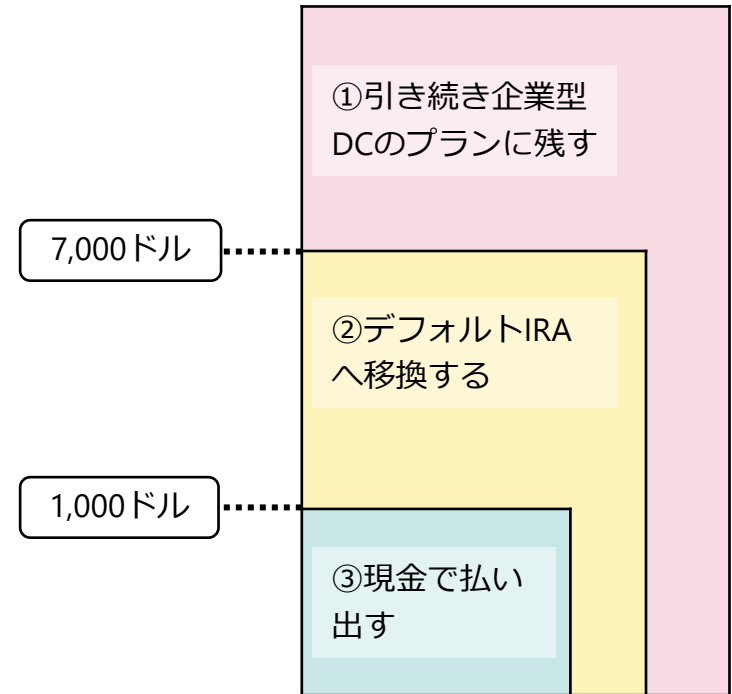 ①引き続き企業型
DCのプランに残す
7,000ドル
②デフォルトIRA
へ移換する
1,000ドル
③現金で払い
出す